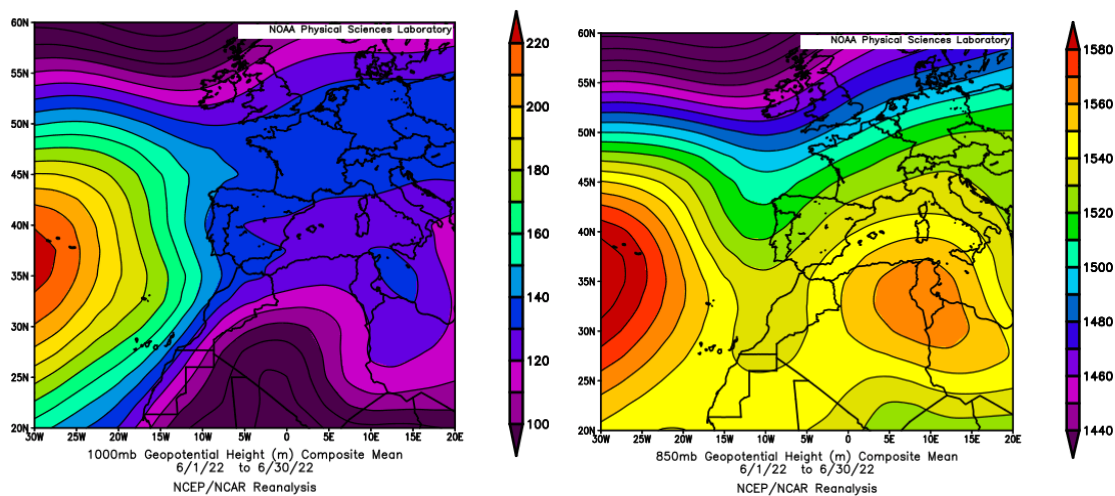 NOAA Physical Sciences Laboratory
60N
55N
50N
45N
40N
35N
30N
25N
20N
30W
25W
20W
15W
10W
5W
0
5E
10E
15E
20E
220
200
180
160
140
120
100
1000mb Geopotential Height (m) Composite Mean
6/1/22 to 6/30/22
NCEP/NCAR Reanalysis
NOAA Physical Sciences Laboratory
60N
55N
50N
45N
40N
35N
30N
25N
20N
30W
25W
20W
15W
10W
5W
0
5E
10E
15E
20E
1580
1560
1540
1520
1500
1480
1460
1440
850mb Geopotential Height (m) Composite Mean
6/1/22 to 6/30/22
NCEP/NCAR Reanalysis